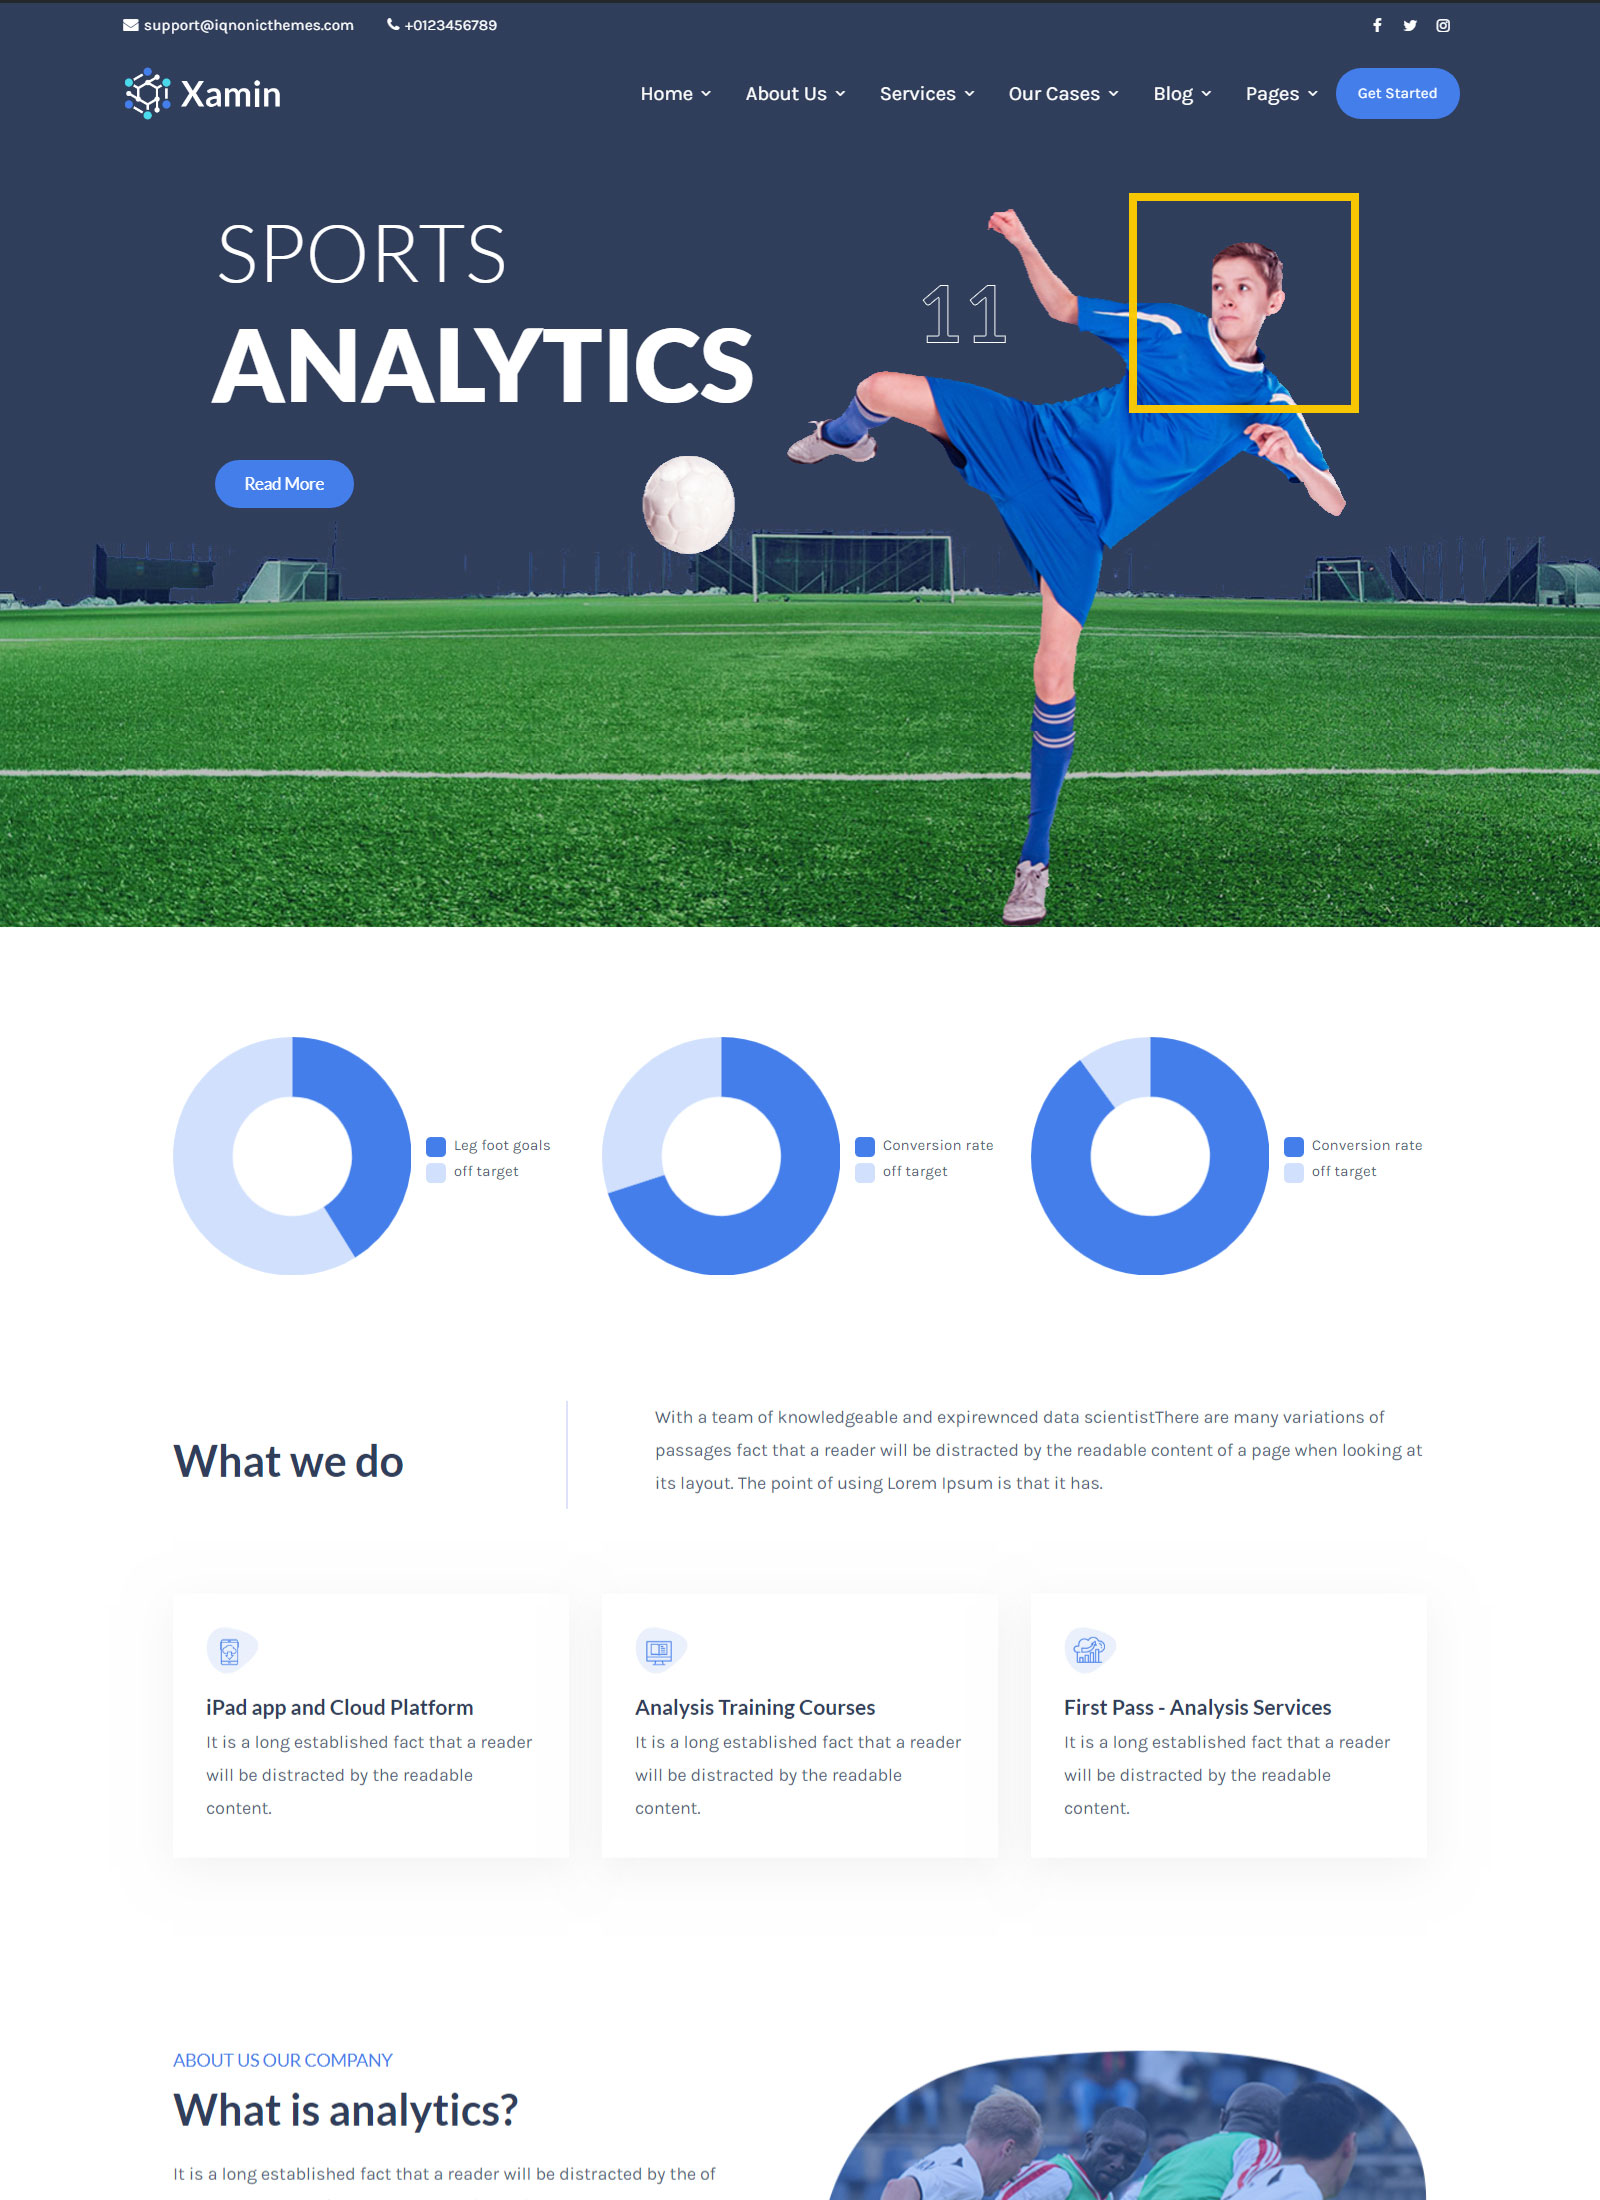 support@iqnonicthemes.com +0123456789
Xamin
Home About Us Services Our Cases Blog Pages Get Started
SPORTS
ANALYTICS
11
Read More
Leg foot goals
off target
Conversion rate
off target
Conversion rate
off target
What we do
With a team of knowledgeable and expirewnced data scientistThere are many variations of
passages fact that a reader will be distracted by the readable content of a page when looking at
its layout. The point of using Lorem Ipsum is that it has.
iPad app and Cloud Platform
It is a long established fact that a reader
will be distracted by the readable
content.
Analysis Training Courses
It is a long established fact that a reader
will be distracted by the readable
content.
First Pass - Analysis Services
It is a long established fact that a reader
will be distracted by the readable
content.
ABOUT US OUR COMPANY
What is analytics?
It is a long established fact that a reader will be distracted by the of